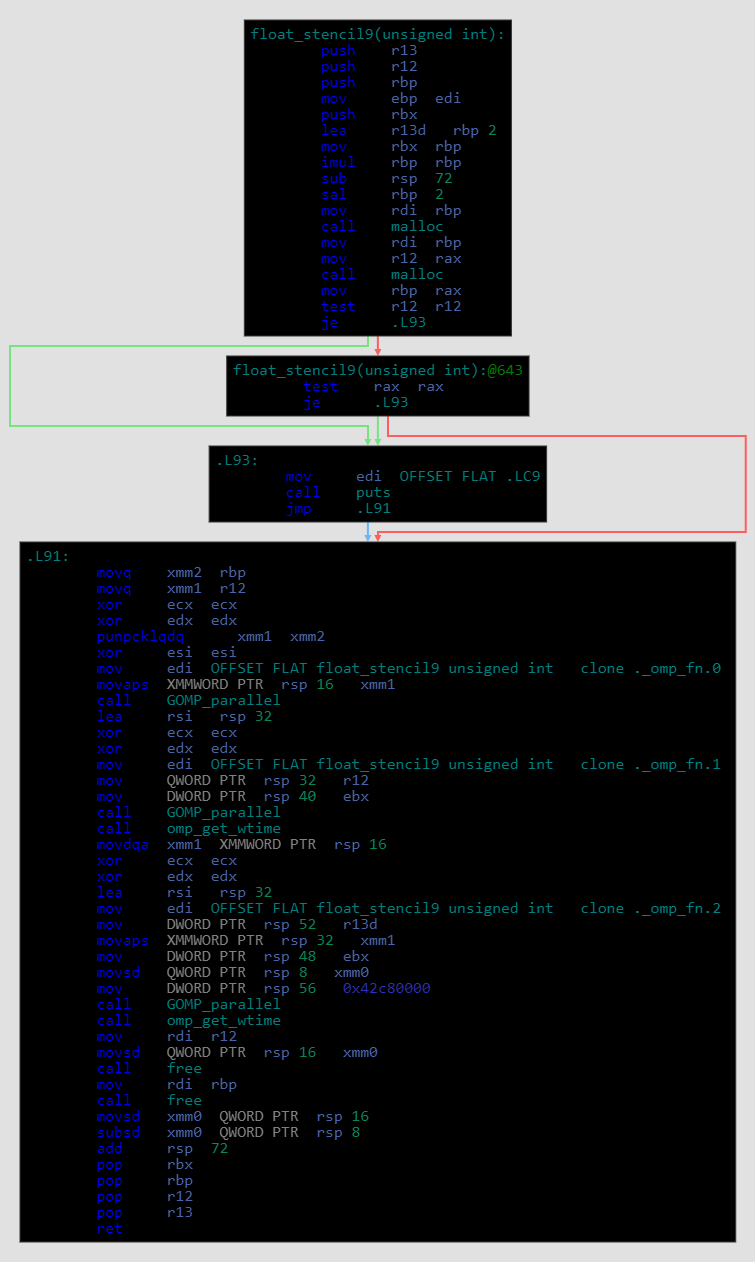 float_stencil9(unsigned int):
push r13
push r12
push rbp
mov ebp edi
push rbx
lea r13d rbp 2
mov rbx rbp
imul rbp rbp
sub rsp 72
sal rbp 2
mov rdi rbp
call malloc
mov rdi rbp
mov r12 rax
call malloc
mov rbp rax
test r12 r12
je .L93
float_stencil9(unsigned int):@643
test rax rax
je .L93
.L93:
mov edi OFFSET FLAT .LC9
call puts
jmp .L91
.L91:
movq xmm2 rbp
movq xmm1 r12
xor ecx ecx
xor edx edx
punpcklqdq xmm1 xmm2
xor esi esi
mov edi OFFSET FLAT float_stencil9 unsigned int clone ._omp_fn.0
movaps XMMWORD PTR rsp 16 xmm1
call GOMP_parallel
lea rsi rsp 32
xor ecx ecx
xor edx edx
mov edi OFFSET FLAT float_stencil9 unsigned int clone ._omp_fn.1
mov QWORD PTR rsp 32 r12
mov DWORD PTR rsp 40 ebx
call GOMP_parallel
call omp_get_wtime
movdqa xmm1 XMMWORD PTR rsp 16
xor ecx ecx
xor edx edx
lea rsi rsp 32
mov edi OFFSET FLAT float_stencil9 unsigned int clone ._omp_fn.2
mov DWORD PTR rsp 52 r13d
movaps XMMWORD PTR rsp 32 xmm1
mov DWORD PTR rsp 48 ebx
movsd QWORD PTR rsp 8 xmm0
mov DWORD PTR rsp 56 0x42c80000
call GOMP_parallel
call omp_get_wtime
mov rdi r12
movsd QWORD PTR rsp 16 xmm0
call free
mov rdi rbp
call free
movsd xmm0 QWORD PTR rsp 16
subsd xmm0 QWORD PTR rsp 8
add rsp 72
pop rbx
pop rbp
pop r12
pop r13
ret